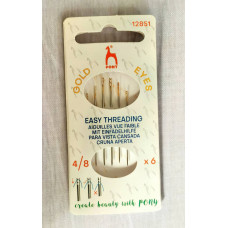 12851
PONY
GOLD EYES
EASY THREADING
AIGUILLES VUE FAIBLE
MIT EINFÄDELHILFE
PARA VISTA CANSADA
CRUNA APERTA
4/8 x 6
create beauty with PONY